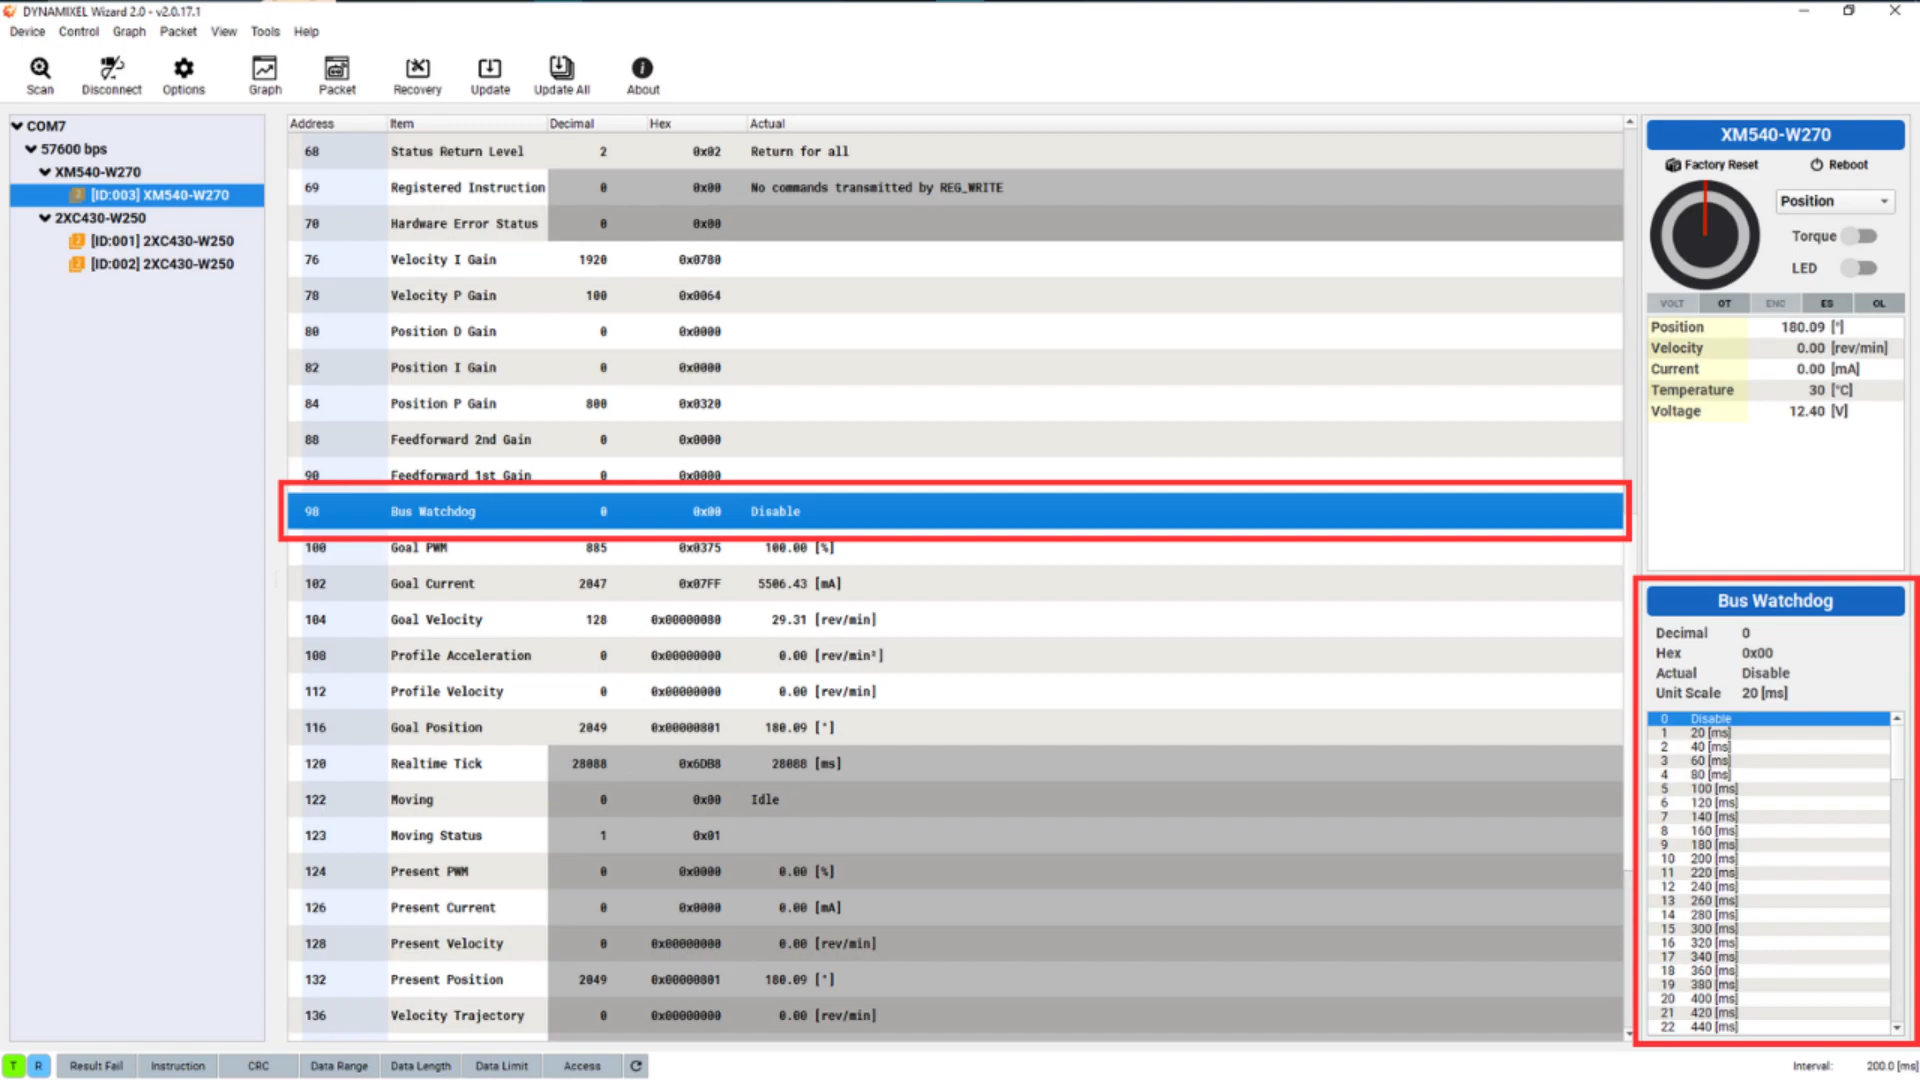 DYNAMIXEL Wizard 2.0 - v2.0.17.1
Device Control Graph Packet View Tools Help
Scan Disconnect Options Graph Packet Recovery Update Update All About
COM7
57600 bps
XM540-W270
[ID:003] XM540-W270
2XC430-W250
[ID:001] 2XC430-W250
[ID:002] 2XC430-W250
Address Item Decimal Hex Actual
68 Status Return Level 2 0x02 Return for all
69 Registered Instruction 0 0x00 No commands transmitted by REG_WRITE
70 Hardware Error Status 0 0x00
76 Velocity I Gain 1920 0x0780
78 Velocity P Gain 100 0x0064
80 Position D Gain 0 0x0000
82 Position I Gain 0 0x0000
84 Position P Gain 800 0x0320
88 Feedforward 2nd Gain 0 0x0000
90 Feedforward 1st Gain 0 0x0000
98 Bus Watchdog 0 0x00 Disable
100 Goal PWM 885 0x0375 100.00 [%]
102 Goal Current 2047 0x07FF 5506.43 [mA]
104 Goal Velocity 128 0x00000080 29.31 [rev/min]
108 Profile Acceleration 0 0x00000000 0.00 [rev/min²]
112 Profile Velocity 0 0x00000000 0.00 [rev/min]
116 Goal Position 2049 0x00000801 180.09 [°]
120 Realtime Tick 28088 0x6DB8 28088 [ms]
122 Moving 0 0x00 Idle
123 Moving Status 1 0x01
124 Present PWM 0 0x0000 0.00 [%]
126 Present Current 0 0x0000 0.00 [mA]
128 Present Velocity 0 0x00000000 0.00 [rev/min]
132 Present Position 2049 0x00000801 180.09 [°]
136 Velocity Trajectory 0 0x00000000 0.00 [rev/min]
XM540-W270
Factory Reset Reboot
Position
Torque
LED
VOLT OT ENC ES OL
Position 180.09 [°]
Velocity 0.00 [rev/min]
Current 0.00 [mA]
Temperature 30 [°C]
Voltage 12.40 [V]
Bus Watchdog
Decimal 0
Hex 0x00
Actual Disable
Unit Scale 20 [ms]
0 Disable
1 20 [ms]
2 40 [ms]
3 60 [ms]
4 80 [ms]
5 100 [ms]
6 120 [ms]
7 140 [ms]
8 160 [ms]
9 180 [ms]
10 200 [ms]
11 220 [ms]
12 240 [ms]
13 260 [ms]
14 280 [ms]
15 300 [ms]
16 320 [ms]
17 340 [ms]
18 360 [ms]
19 380 [ms]
20 400 [ms]
21 420 [ms]
22 440 [ms]
T R Result Fail Instruction CRC Data Range Data Length Data Limit Access
Interval: 200.0 [ms]